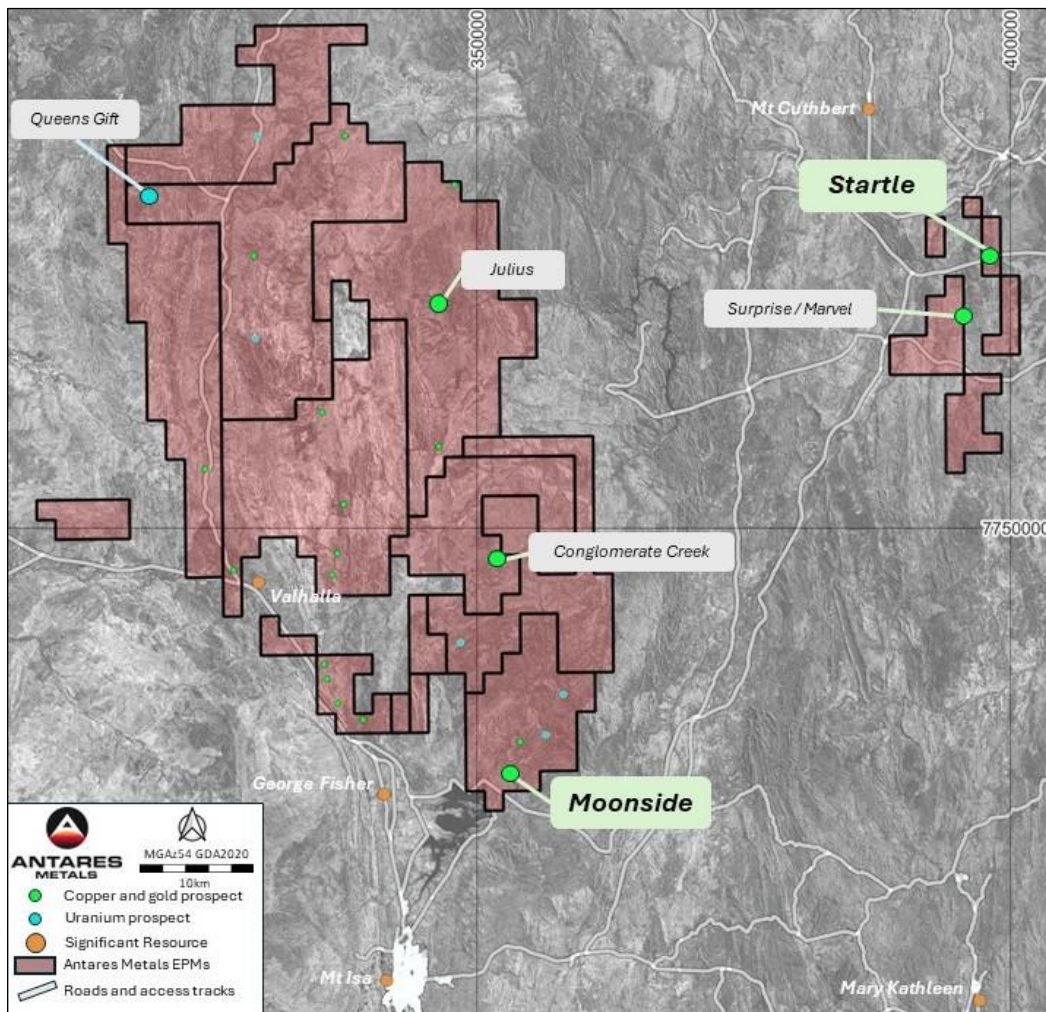 350000
400000
Mt Cuthbert
Queens Gift
Startle
Julius
Surprise / Marvel
7750000
Conglomerate Creek
Valhalla
George Fisher
Moonside
ANTARES
METALS
MGAz54 GDA2020
10km
Copper and gold prospect
Uranium prospect
Significant Resource
Antares Metals EPMs
Roads and access tracks
Mt Isa
Mary Kathleen